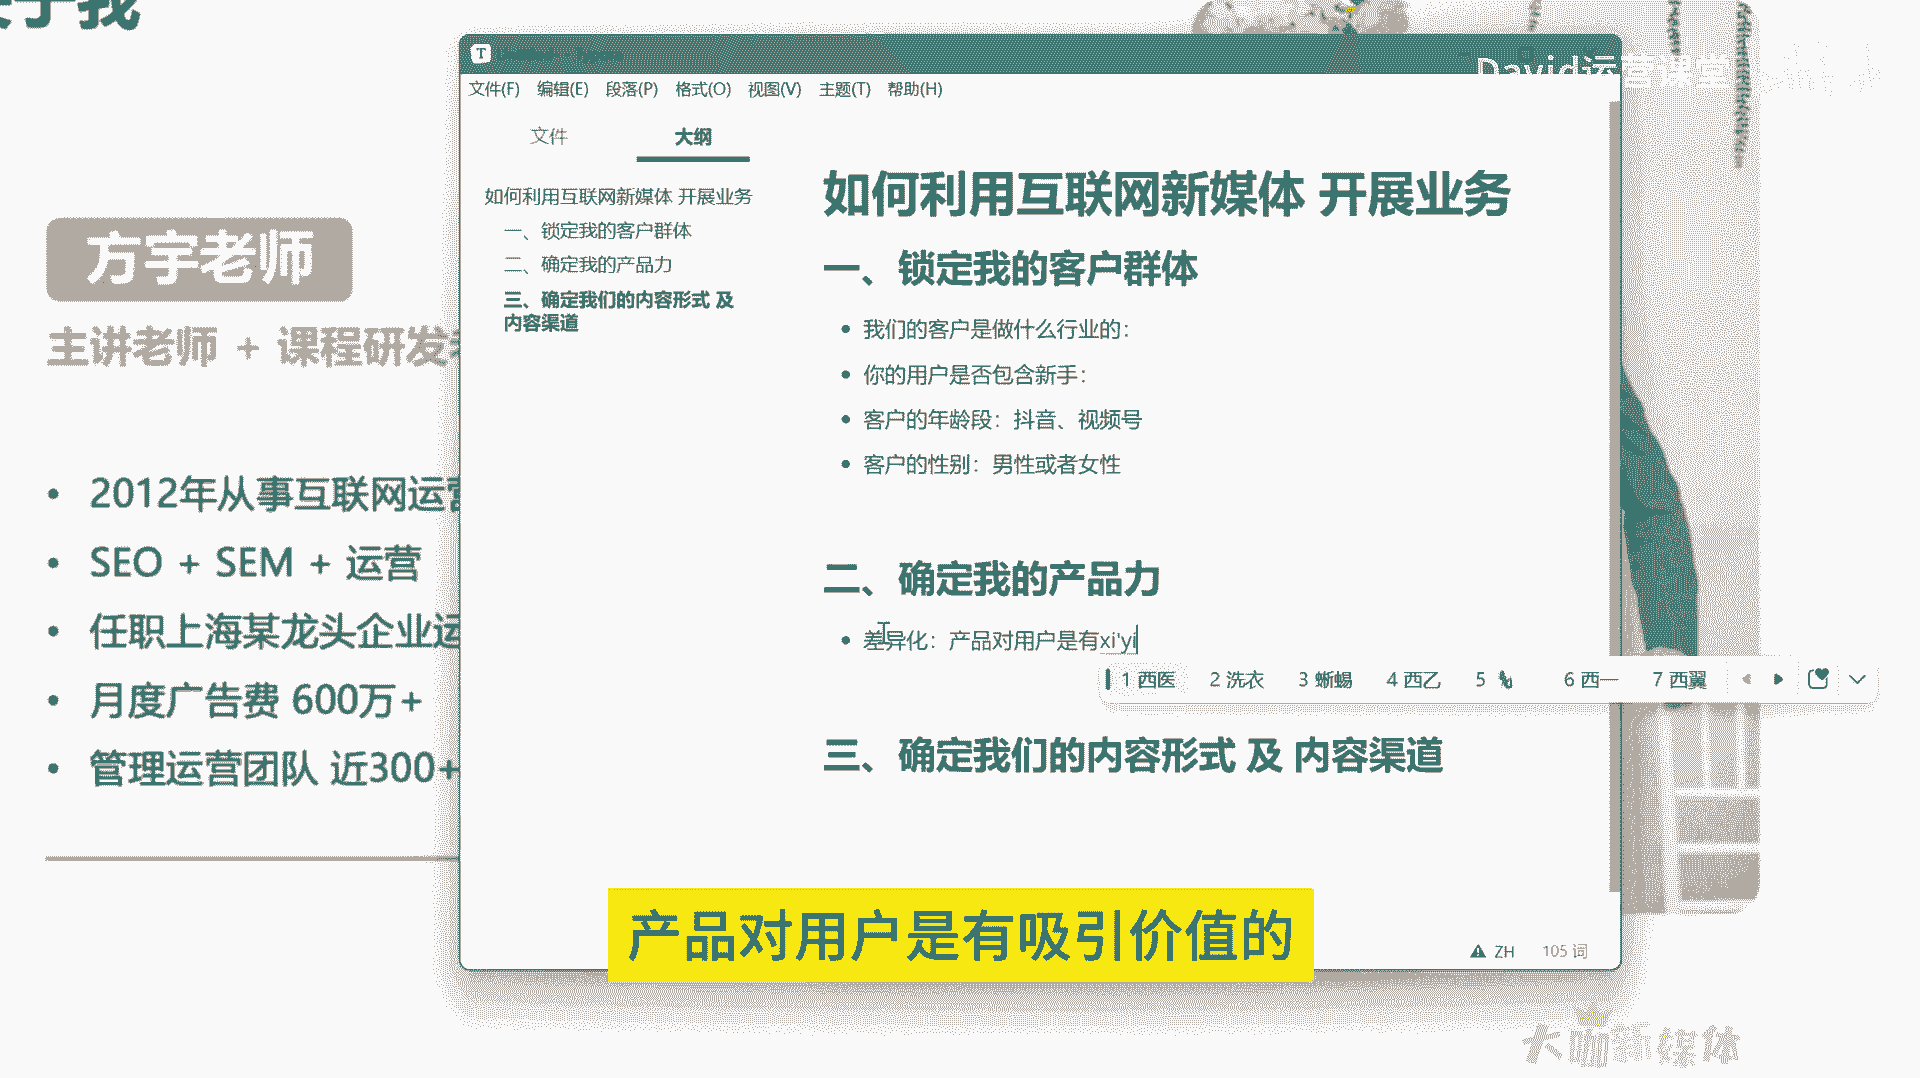 方宇老师
主讲老师 + 课程研发
2012年从事互联网运营
SEO + SEM + 运营
任职上海某龙头企业运
月度广告费 600万+
管理运营团队 近300+
T
David运营课堂
文件(F) 编辑(E) 段落(P) 格式(O) 视图(V) 主题(T) 帮助(H)
文件 大纲
如何利用互联网新媒体 开展业务
一、锁定我的客户群体
二、确定我的产品力
三、确定我们的内容形式 及
内容渠道
如何利用互联网新媒体 开展业务
一、锁定我的客户群体
我们的客户是做什么行业的：
你的用户是否包含新手：
客户的年龄段：抖音、视频号
客户的性别：男性或者女性
二、确定我的产品力
差异化：产品对用户是有xi'yi
1 西医 2 洗衣 3 蜥蜴 4 西乙 5 6 西一 7 西翼
三、确定我们的内容形式 及 内容渠道
产品对用户是有吸引价值的
ZH 105 词
大咖新媒体